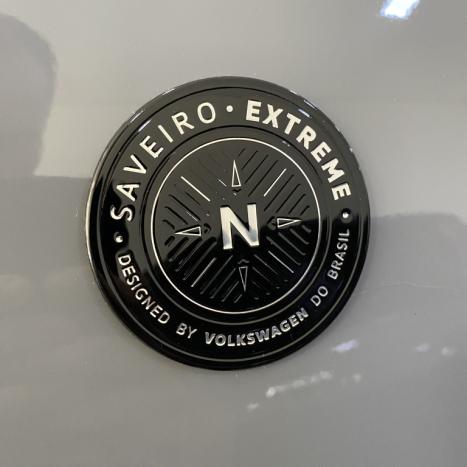 SAVEIRO • EXTREME
N
• DESIGNED BY VOLKSWAGEN DO BRASIL •